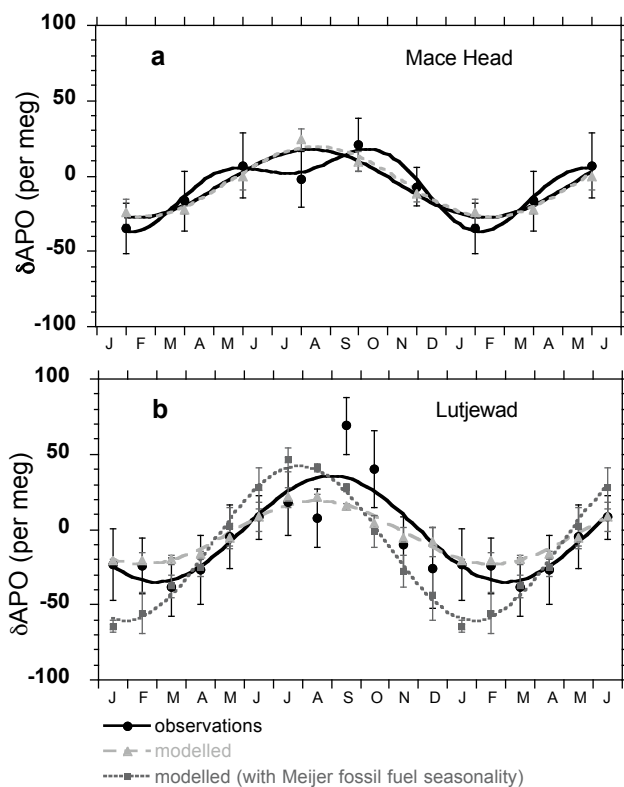 100
a
Mace Head
50
0
-50
-100
δAPO (per meg)
J F M A M J J A S O N D J F M A M J
100
b
Lutjewad
50
0
-50
-100
δAPO (per meg)
J F M A M J J A S O N D J F M A M J
observations
modelled
modelled (with Meijer fossil fuel seasonality)